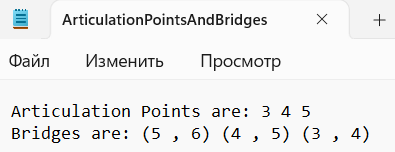 ArticulationPointsAndBridges
Файл Изменить Просмотр
Articulation Points are: 3 4 5
Bridges are: (5 , 6) (4 , 5) (3 , 4)